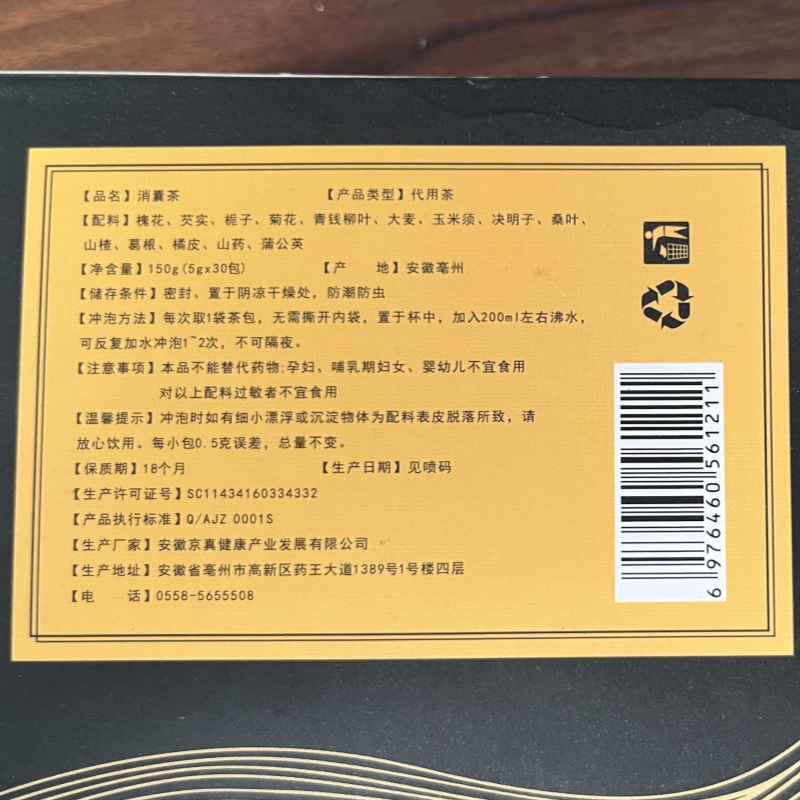 【品名】消囊茶 【产品类型】代用茶
【配料】槐花、芡实、栀子、菊花、青钱柳叶、大麦、玉米须、决明子、桑叶、
山楂、葛根、橘皮、山药、蒲公英
【净含量】150g(5gx30包) 【产 地】安徽亳州
【储存条件】密封、置于阴凉干燥处，防潮防虫
【冲泡方法】每次取1袋茶包，无需撕开内袋，置于杯中，加入200ml左右沸水，
可反复加水冲泡1~2次，不可隔夜。
【注意事项】本品不能替代药物;孕妇、哺乳期妇女、婴幼儿不宜食用
对以上配料过敏者不宜食用
【温馨提示】冲泡时如有细小漂浮或沉淀物体为配料表皮脱落所致，请
放心饮用。每小包0.5克误差，总量不变。
【保质期】18个月 【生产日期】见喷码
【生产许可证号】SC11434160334332
【产品执行标准】Q/AJZ 0001S
【生产厂家】安徽京真健康产业发展有限公司
【生产地址】安徽省亳州市高新区药王大道1389号1号楼四层
【电 话】0558-5655508
6 976460 561211